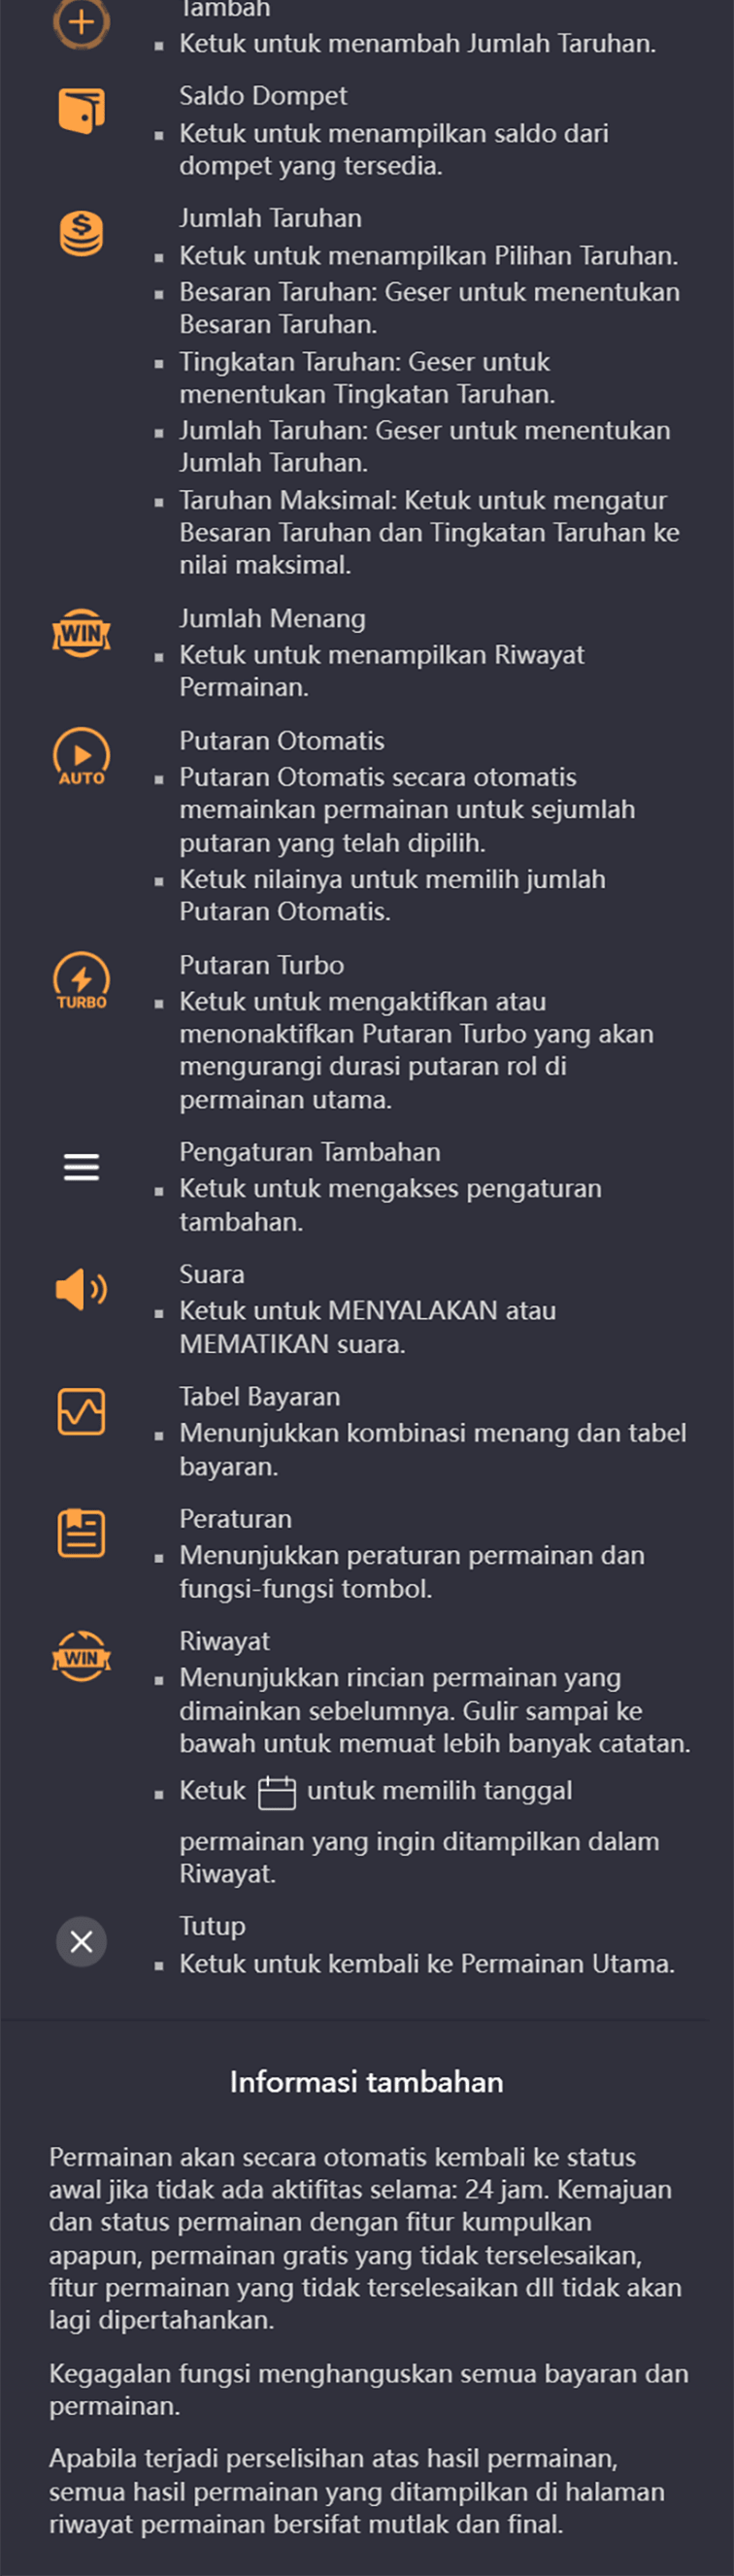 Tambah
Ketuk untuk menambah Jumlah Taruhan.
Saldo Dompet
Ketuk untuk menampilkan saldo dari
dompet yang tersedia.
$
Jumlah Taruhan
Ketuk untuk menampilkan Pilihan Taruhan.
Besaran Taruhan: Geser untuk menentukan
Besaran Taruhan.
Tingkatan Taruhan: Geser untuk
menentukan Tingkatan Taruhan.
Jumlah Taruhan: Geser untuk menentukan
Jumlah Taruhan.
Taruhan Maksimal: Ketuk untuk mengatur
Besaran Taruhan dan Tingkatan Taruhan ke
nilai maksimal.
WIN
Jumlah Menang
Ketuk untuk menampilkan Riwayat
Permainan.
AUTO
Putaran Otomatis
Putaran Otomatis secara otomatis
memainkan permainan untuk sejumlah
putaran yang telah dipilih.
Ketuk nilainya untuk memilih jumlah
Putaran Otomatis.
TURBO
Putaran Turbo
Ketuk untuk mengaktifkan atau
menonaktifkan Putaran Turbo yang akan
mengurangi durasi putaran rol di
permainan utama.
Pengaturan Tambahan
Ketuk untuk mengakses pengaturan
tambahan.
Suara
Ketuk untuk MENYALAKAN atau
MEMATIKAN suara.
Tabel Bayaran
Menunjukkan kombinasi menang dan tabel
bayaran.
Peraturan
Menunjukkan peraturan permainan dan
fungsi-fungsi tombol.
WIN
Riwayat
Menunjukkan rincian permainan yang
dimainkan sebelumnya. Gulir sampai ke
bawah untuk memuat lebih banyak catatan.
Ketuk untuk memilih tanggal
permainan yang ingin ditampilkan dalam
Riwayat.
Tutup
Ketuk untuk kembali ke Permainan Utama.
Informasi tambahan
Permainan akan secara otomatis kembali ke status
awal jika tidak ada aktifitas selama: 24 jam. Kemajuan
dan status permainan dengan fitur kumpulkan
apapun, permainan gratis yang tidak terselesaikan,
fitur permainan yang tidak terselesaikan dll tidak akan
lagi dipertahankan.
Kegagalan fungsi menghanguskan semua bayaran dan
permainan.
Apabila terjadi perselisihan atas hasil permainan,
semua hasil permainan yang ditampilkan di halaman
riwayat permainan bersifat mutlak dan final.